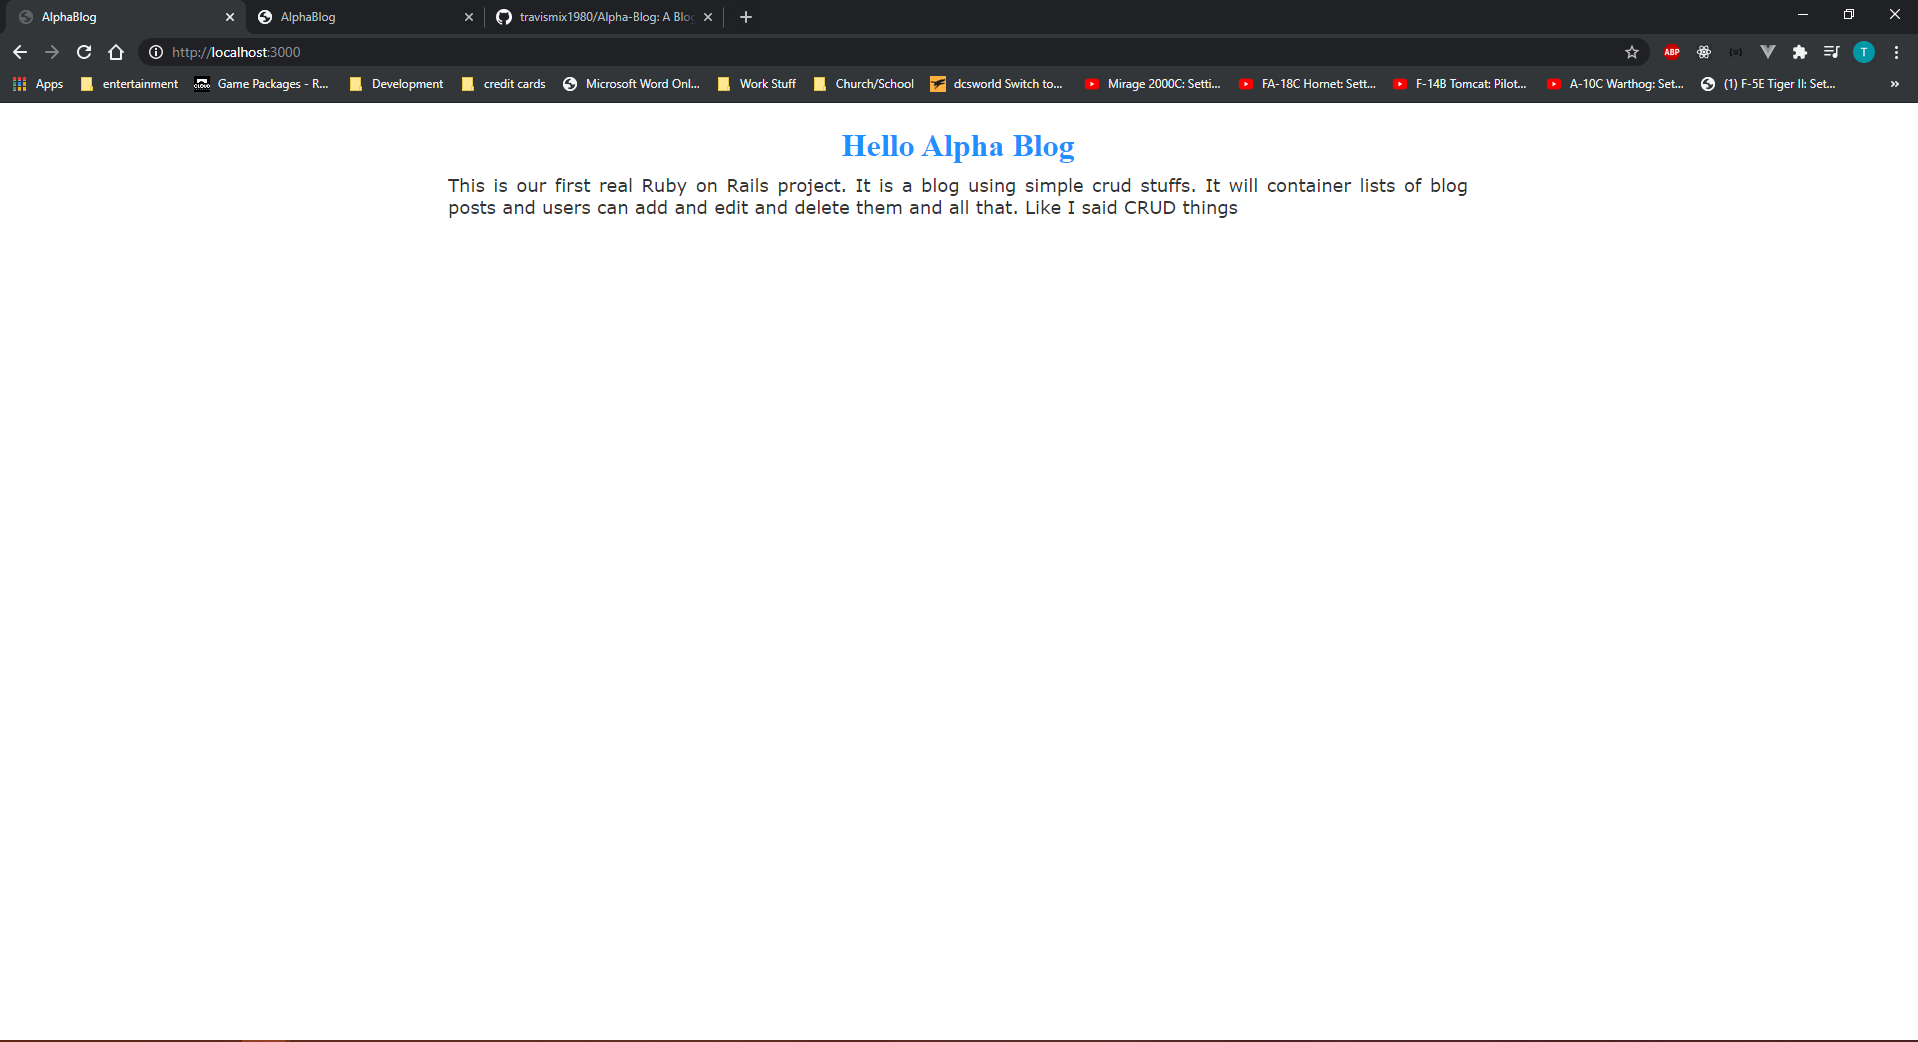 AlphaBlog
AlphaBlog
travismix1980/Alpha-Blog: A Blog
http://localhost:3000
ABP
T
Apps
entertainment
Game Packages - R...
Development
credit cards
Microsoft Word Onl...
Work Stuff
Church/School
dcsworld Switch to...
Mirage 2000C: Setti...
FA-18C Hornet: Sett...
F-14B Tomcat: Pilot...
A-10C Warthog: Set...
(1) F-5E Tiger II: Set...
Hello Alpha Blog
This is our first real Ruby on Rails project. It is a blog using simple crud stuffs. It will container lists of blog
posts and users can add and edit and delete them and all that. Like I said CRUD things